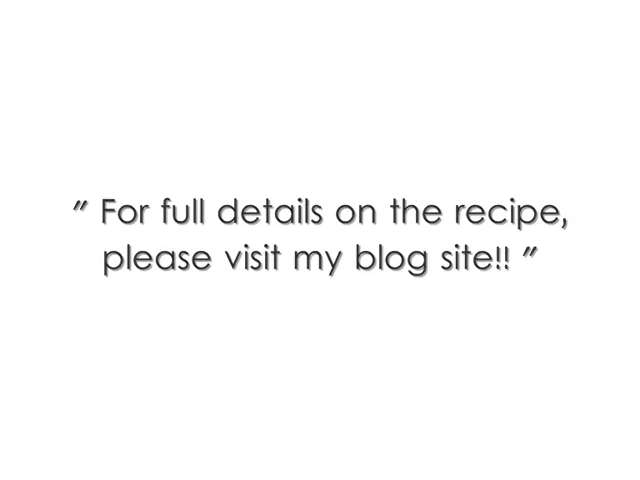 " For full details on the recipe,
please visit my blog site!! "